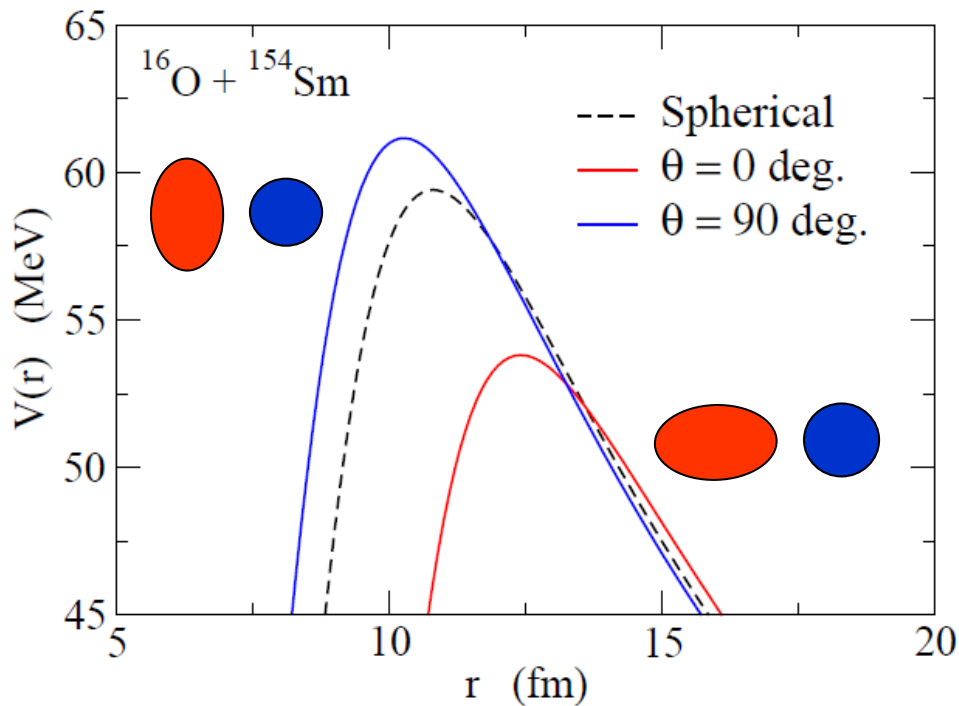 ¹⁶O + ¹⁵⁴Sm
Spherical
θ = 0 deg.
θ = 90 deg.
V(r) (MeV)
65
60
55
50
45
5 10 15 20
r (fm)